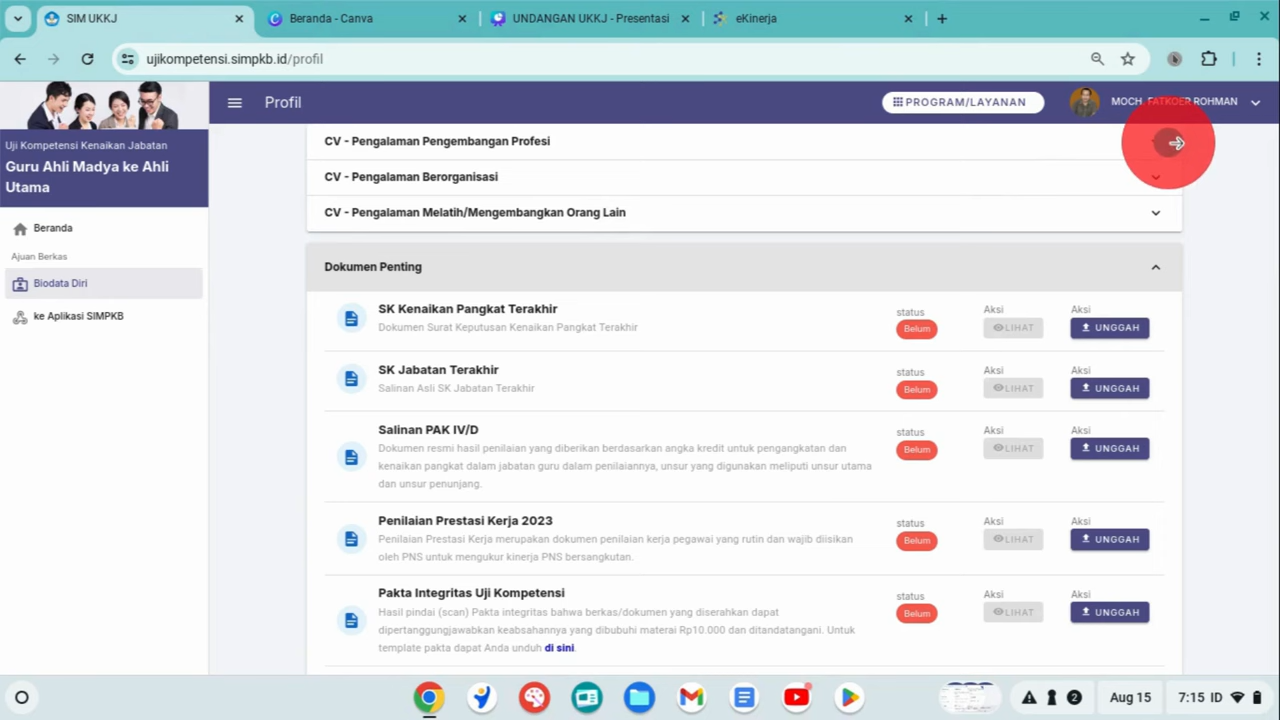 SIM UKKJ
Beranda - Canva
UNDANGAN UKKJ - Presentasi
eKinerja
ujikompetensi.simpkb.id/profil
Profil
PROGRAM/LAYANAN
MOCH. FATKOER ROHMAN
Uji Kompetensi Kenaikan Jabatan
Guru Ahli Madya ke Ahli
Utama
Beranda
Ajuan Berkas
Biodata Diri
ke Aplikasi SIMPKB
CV - Pengalaman Pengembangan Profesi
CV - Pengalaman Berorganisasi
CV - Pengalaman Melatih/Mengembangkan Orang Lain
Dokumen Penting
SK Kenaikan Pangkat Terakhir
Dokumen Surat Keputusan Kenaikan Pangkat Terakhir
status
Belum
Aksi
LIHAT
Aksi
UNGGAH
SK Jabatan Terakhir
Salinan Asli SK Jabatan Terakhir
status
Belum
Aksi
LIHAT
Aksi
UNGGAH
Salinan PAK IV/D
Dokumen resmi hasil penilaian yang diberikan berdasarkan angka kredit untuk pengangkatan dan
kenaikan pangkat dalam jabatan guru dalam penilaiannya, unsur yang digunakan meliputi unsur utama
dan unsur penunjang.
status
Belum
Aksi
LIHAT
Aksi
UNGGAH
Penilaian Prestasi Kerja 2023
Penilaian Prestasi Kerja merupakan dokumen penilaian kerja pegawai yang rutin dan wajib diisikan
oleh PNS untuk mengukur kinerja PNS bersangkutan.
status
Belum
Aksi
LIHAT
Aksi
UNGGAH
Pakta Integritas Uji Kompetensi
Hasil pindai (scan) Pakta integritas bahwa berkas/dokumen yang diserahkan dapat
dipertanggungjawabkan keabsahannya yang dibubuhi materai Rp10.000 dan ditandatangani. Untuk
template pakta dapat Anda unduh di sini.
status
Belum
Aksi
LIHAT
Aksi
UNGGAH
2
Aug 15
7:15 ID